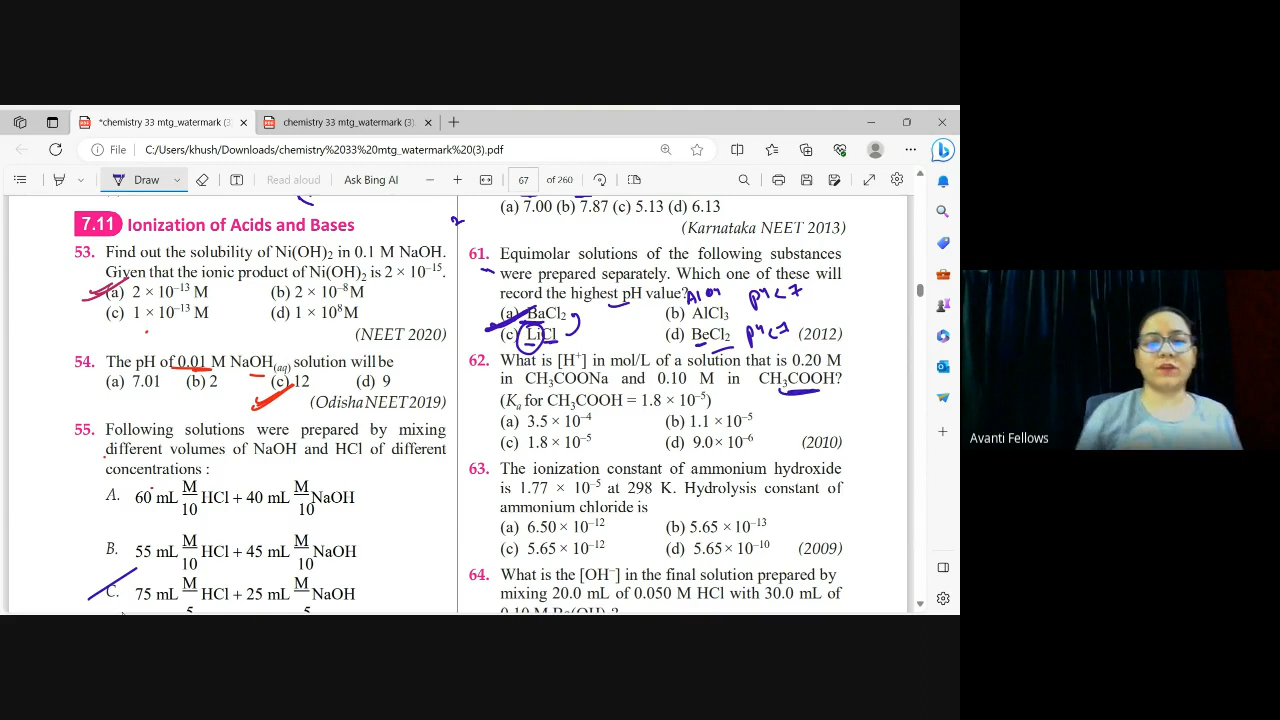 *chemistry 33 mtg_watermark (3).
chemistry 33 mtg_watermark (3).
File C:/Users/khush/Downloads/chemistry%2033%20mtg_watermark%20(3).pdf
Draw Read aloud Ask Bing AI 67 of 260
7.11 Ionization of Acids and Bases
53. Find out the solubility of Ni(OH)₂ in 0.1 M NaOH.
Given that the ionic product of Ni(OH)₂ is 2 × 10⁻¹⁵.
(a) 2 × 10⁻¹³ M (b) 2 × 10⁻⁸ M
(c) 1 × 10⁻¹³ M (d) 1 × 10⁸ M
(NEET 2020)
54. The pH of 0.01 M NaOH(aq) solution will be
(a) 7.01 (b) 2 (c) 12 (d) 9
(Odisha NEET 2019)
55. Following solutions were prepared by mixing
different volumes of NaOH and HCl of different
concentrations :
A. 60 mL M/10 HCl + 40 mL M/10 NaOH
B. 55 mL M/10 HCl + 45 mL M/10 NaOH
C. 75 mL M/5 HCl + 25 mL M/5 NaOH
2
(a) 7.00 (b) 7.87 (c) 5.13 (d) 6.13
(Karnataka NEET 2013)
61. Equimolar solutions of the following substances
were prepared separately. Which one of these will
record the highest pH value?
pH < 7
(a) BaCl₂ (b) AlCl₃
(c) LiCl (d) BeCl₂ (2012)
pH < 7
62. What is [H⁺] in mol/L of a solution that is 0.20 M
in CH₃COONa and 0.10 M in CH₃COOH?
(Kₐ for CH₃COOH = 1.8 × 10⁻⁵)
(a) 3.5 × 10⁻⁴ (b) 1.1 × 10⁻⁵
(c) 1.8 × 10⁻⁵ (d) 9.0 × 10⁻⁶ (2010)
63. The ionization constant of ammonium hydroxide
is 1.77 × 10⁻⁵ at 298 K. Hydrolysis constant of
ammonium chloride is
(a) 6.50 × 10⁻¹² (b) 5.65 × 10⁻¹³
(c) 5.65 × 10⁻¹² (d) 5.65 × 10⁻¹⁰ (2009)
64. What is the [OH⁻] in the final solution prepared by
mixing 20.0 mL of 0.050 M HCl with 30.0 mL of
0.10 M Ba(OH)₂?
Avanti Fellows